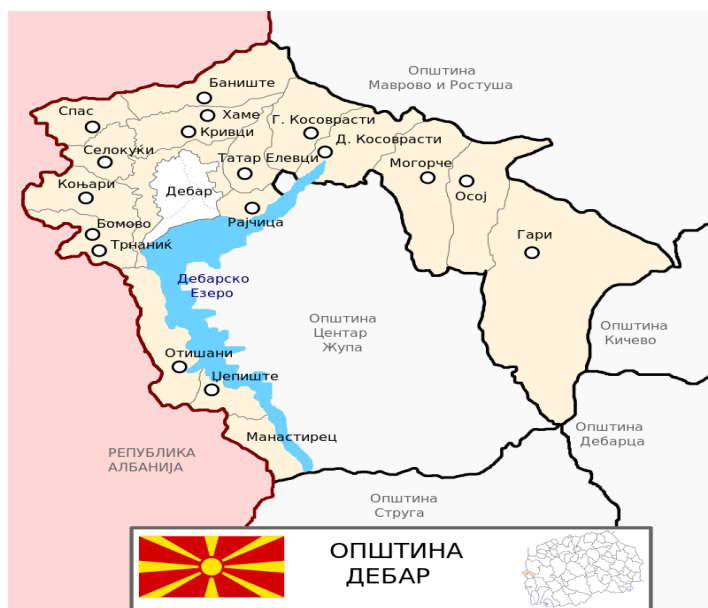 ОПШТИНА
МАВРОВО И РОСТУША
Баниште
Спас
Хаме
Г. Косоврасти
Кривци
Д. Косоврасти
Селокуќи
Татар Елевци
Могорче
Коњари
Дебар
Осој
Бомово
Рајчица
Гари
Трнаниќ
Дебарско
Езеро
ОПШТИНА
ЦЕНТАР
ЖУПА
ОПШТИНА
КИЧЕВО
Отишани
Џепиште
Манастирец
ОПШТИНА
ДЕБАРЦА
РЕПУБЛИКА
АЛБАНИЈА
ОПШТИНА
СТРУГА
ОПШТИНА
ДЕБАР